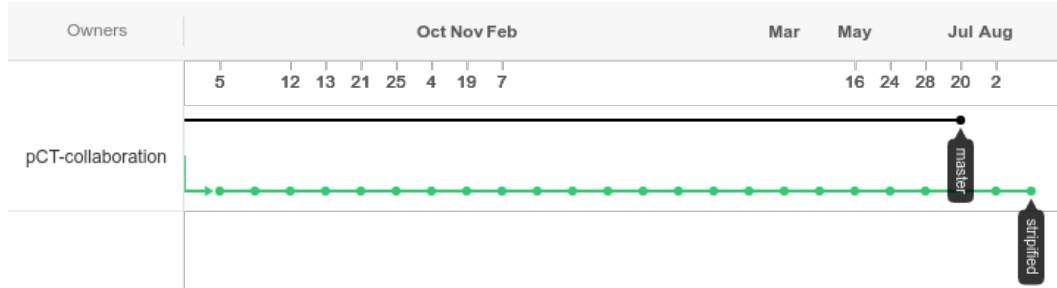 Owners Oct Nov Feb Mar May Jul Aug
5 12 13 21 25 4 19 7 16 24 28 20 2
pCT-collaboration
master
stripified